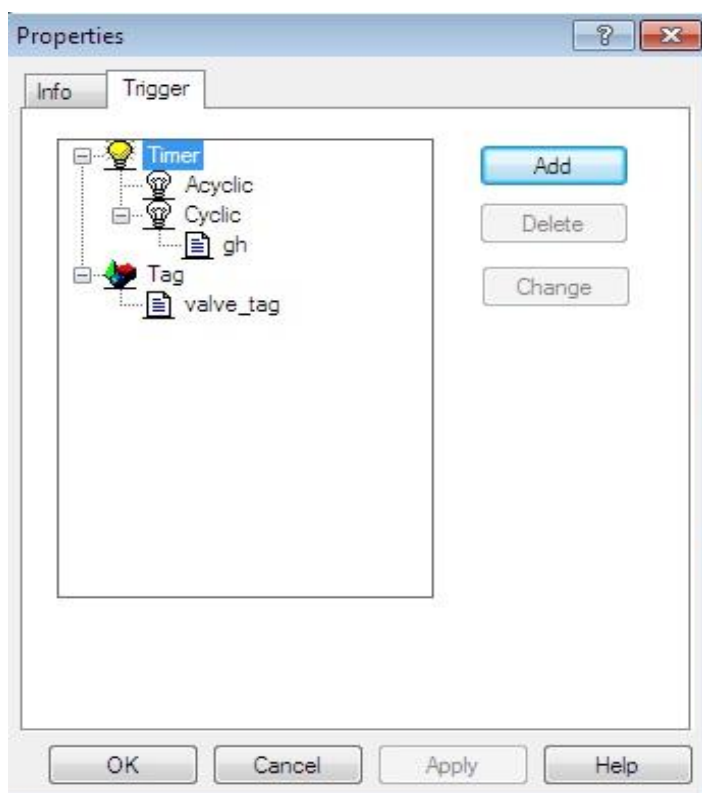 Properties
Info Trigger
Timer
Acyclic
Cyclic
gh
Tag
valve_tag
Add
Delete
Change
OK Cancel Apply Help